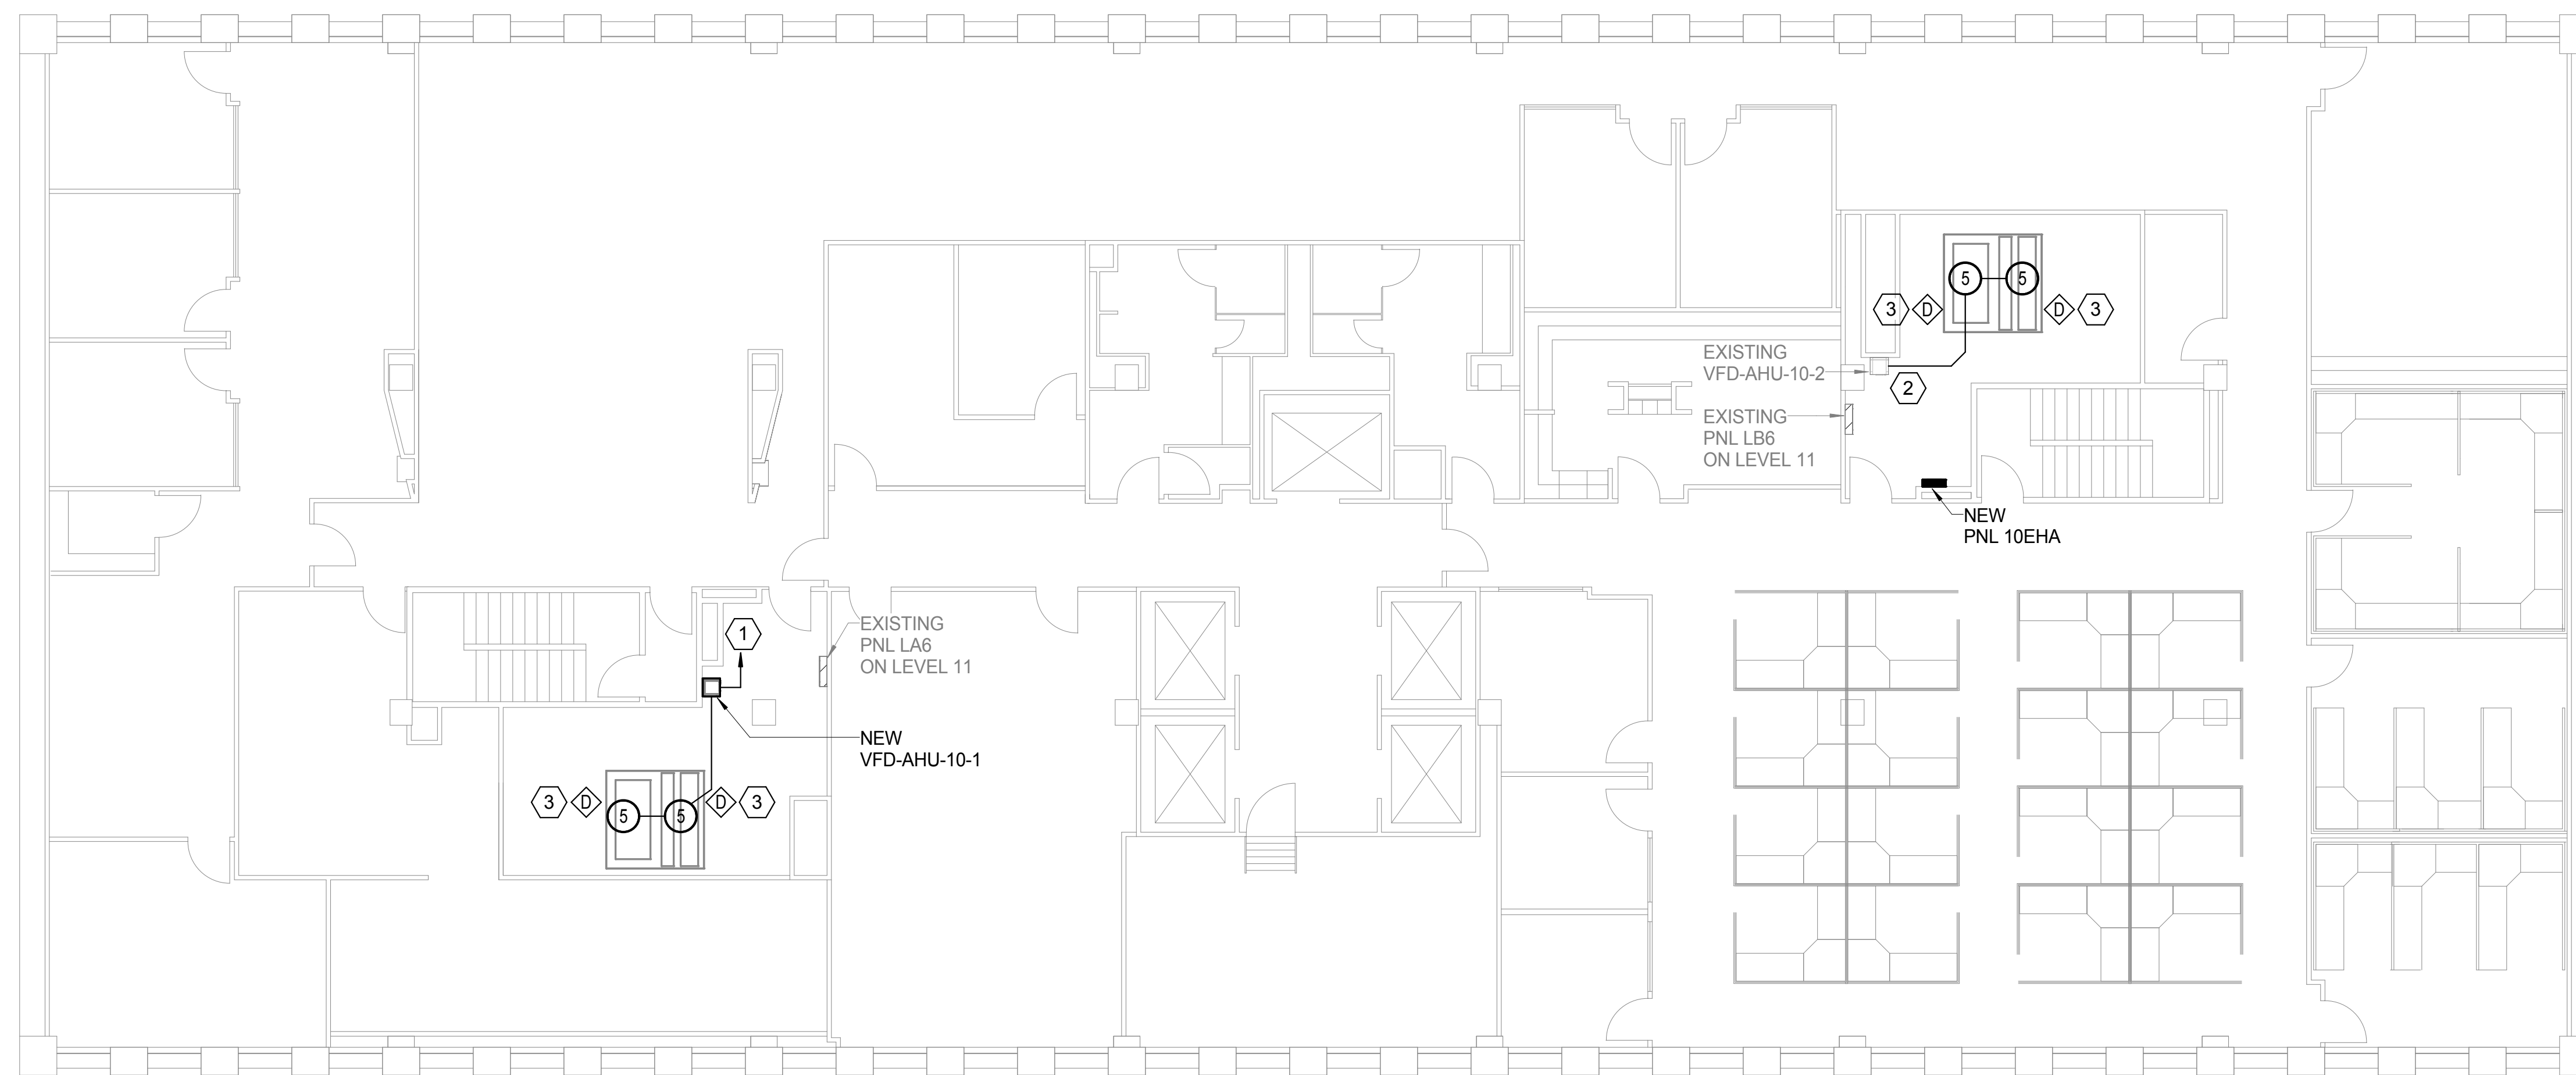 5
5
3
D
D
3
EXISTING
VFD-AHU-10-2
2
EXISTING
PNL LB6
ON LEVEL 11
NEW
PNL 10EHA
1
EXISTING
PNL LA6
ON LEVEL 11
NEW
VFD-AHU-10-1
3
D
5
5
D
3